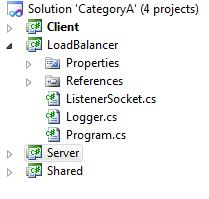 Solution 'CategoryA' (4 projects)
Client
LoadBalancer
Properties
References
ListenerSocket.cs
Logger.cs
Program.cs
Server
Shared